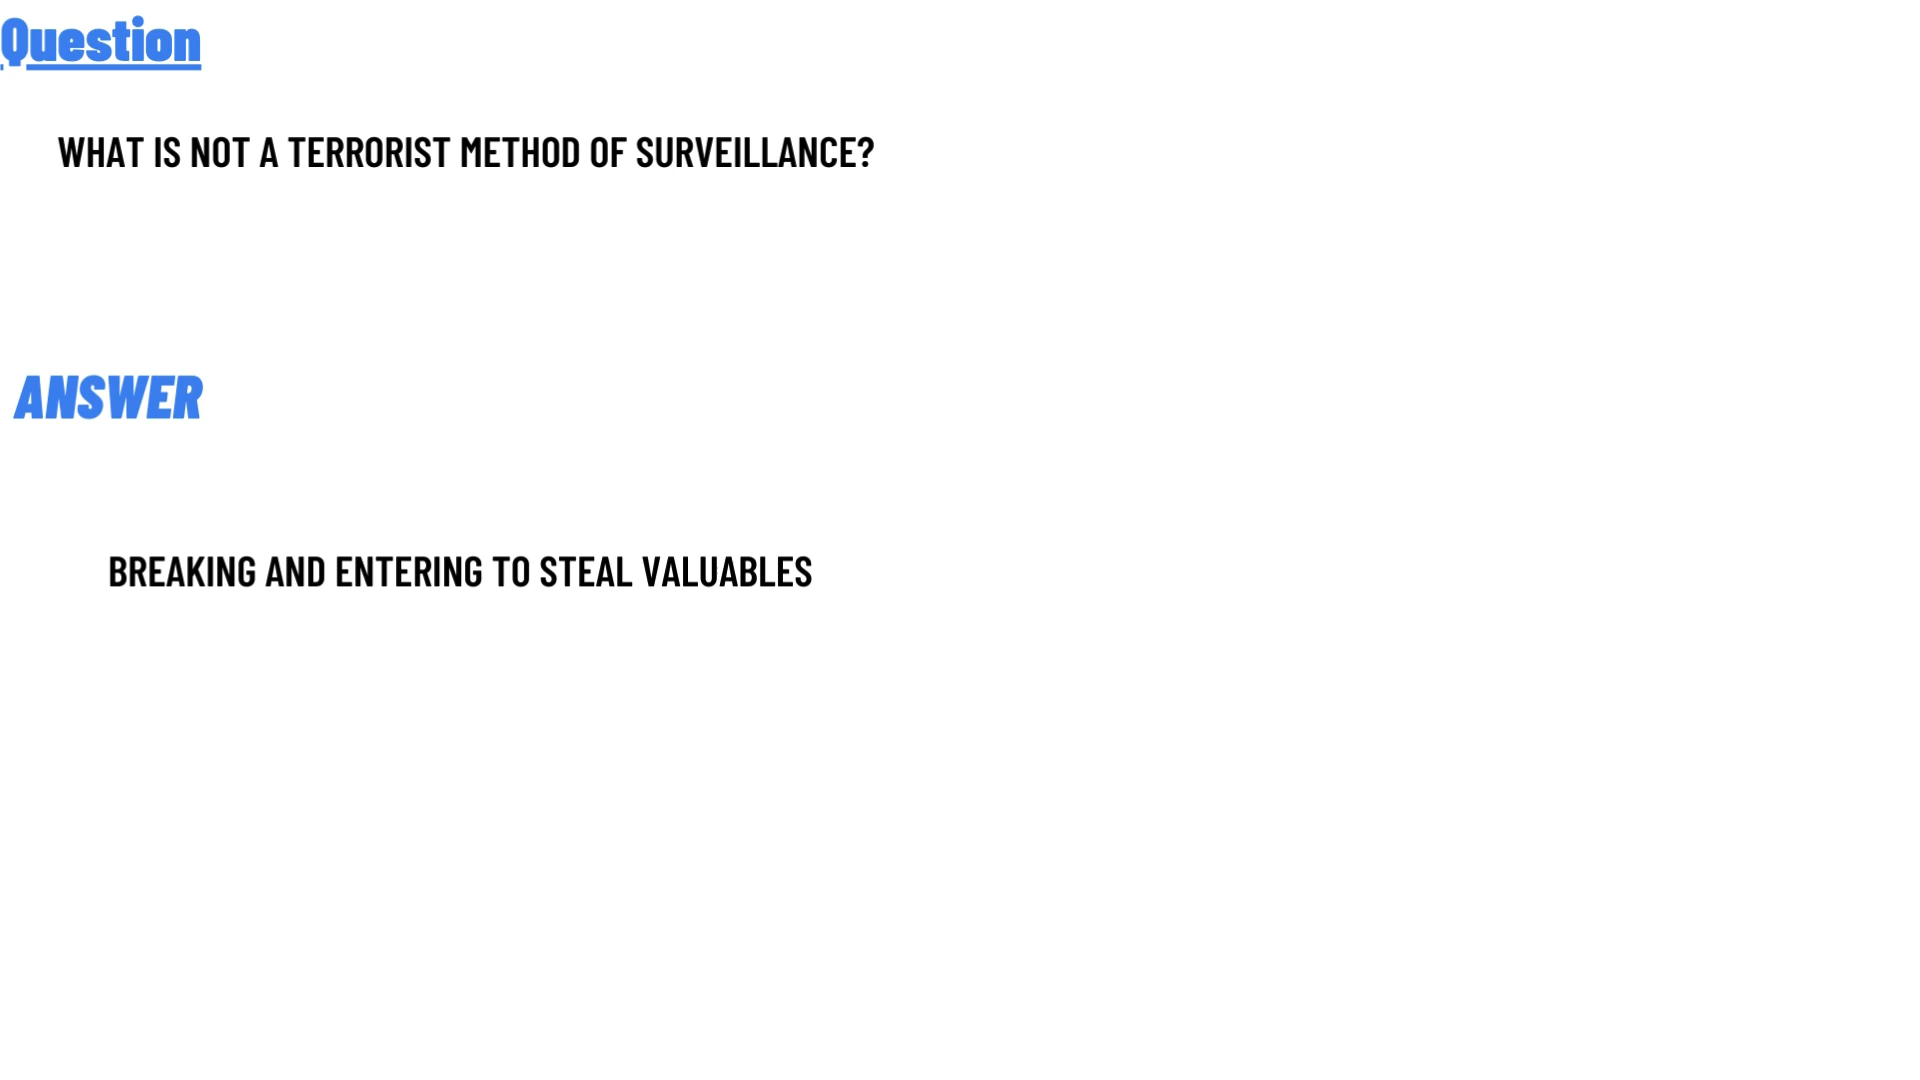 Question
WHAT IS NOT A TERRORIST METHOD OF SURVEILLANCE?
ANSWER
BREAKING AND ENTERING TO STEAL VALUABLES